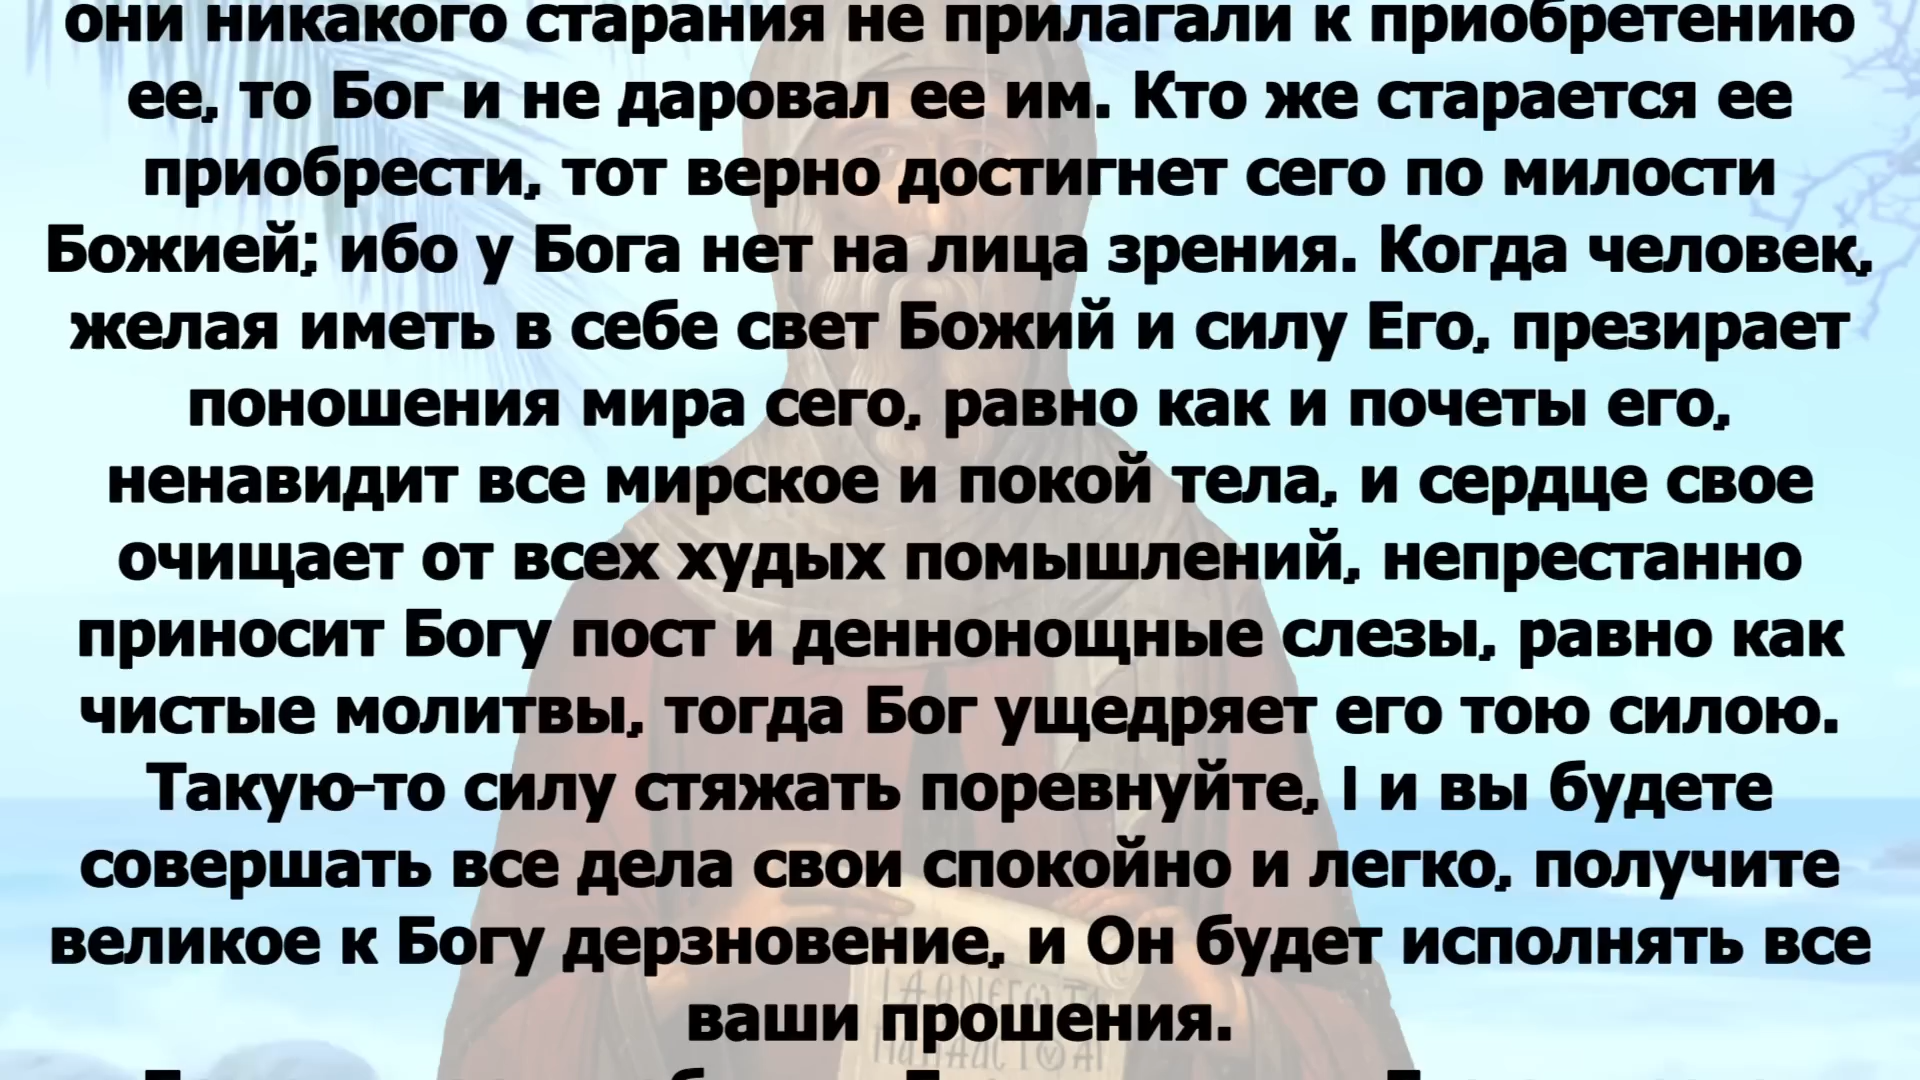 они никакого старания не прилагали к приобретению
ее, то Бог и не даровал ее им. Кто же старается ее
приобрести, тот верно достигнет сего по милости
Божией; ибо у Бога нет на лица зрения. Когда человек,
желая иметь в себе свет Божий и силу Его, презирает
поношения мира сего, равно как и почеты его,
ненавидит все мирское и покой тела, и сердце свое
очищает от всех худых помышлений, непрестанно
приносит Богу пост и деннонощные слезы, равно как
чистые молитвы, тогда Бог ущедряет его тою силою.
Такую-то силу стяжать поревнуйте, I и вы будете
совершать все дела свои спокойно и легко, получите
великое к Богу дерзновение, и Он будет исполнять все
ваши прошения.